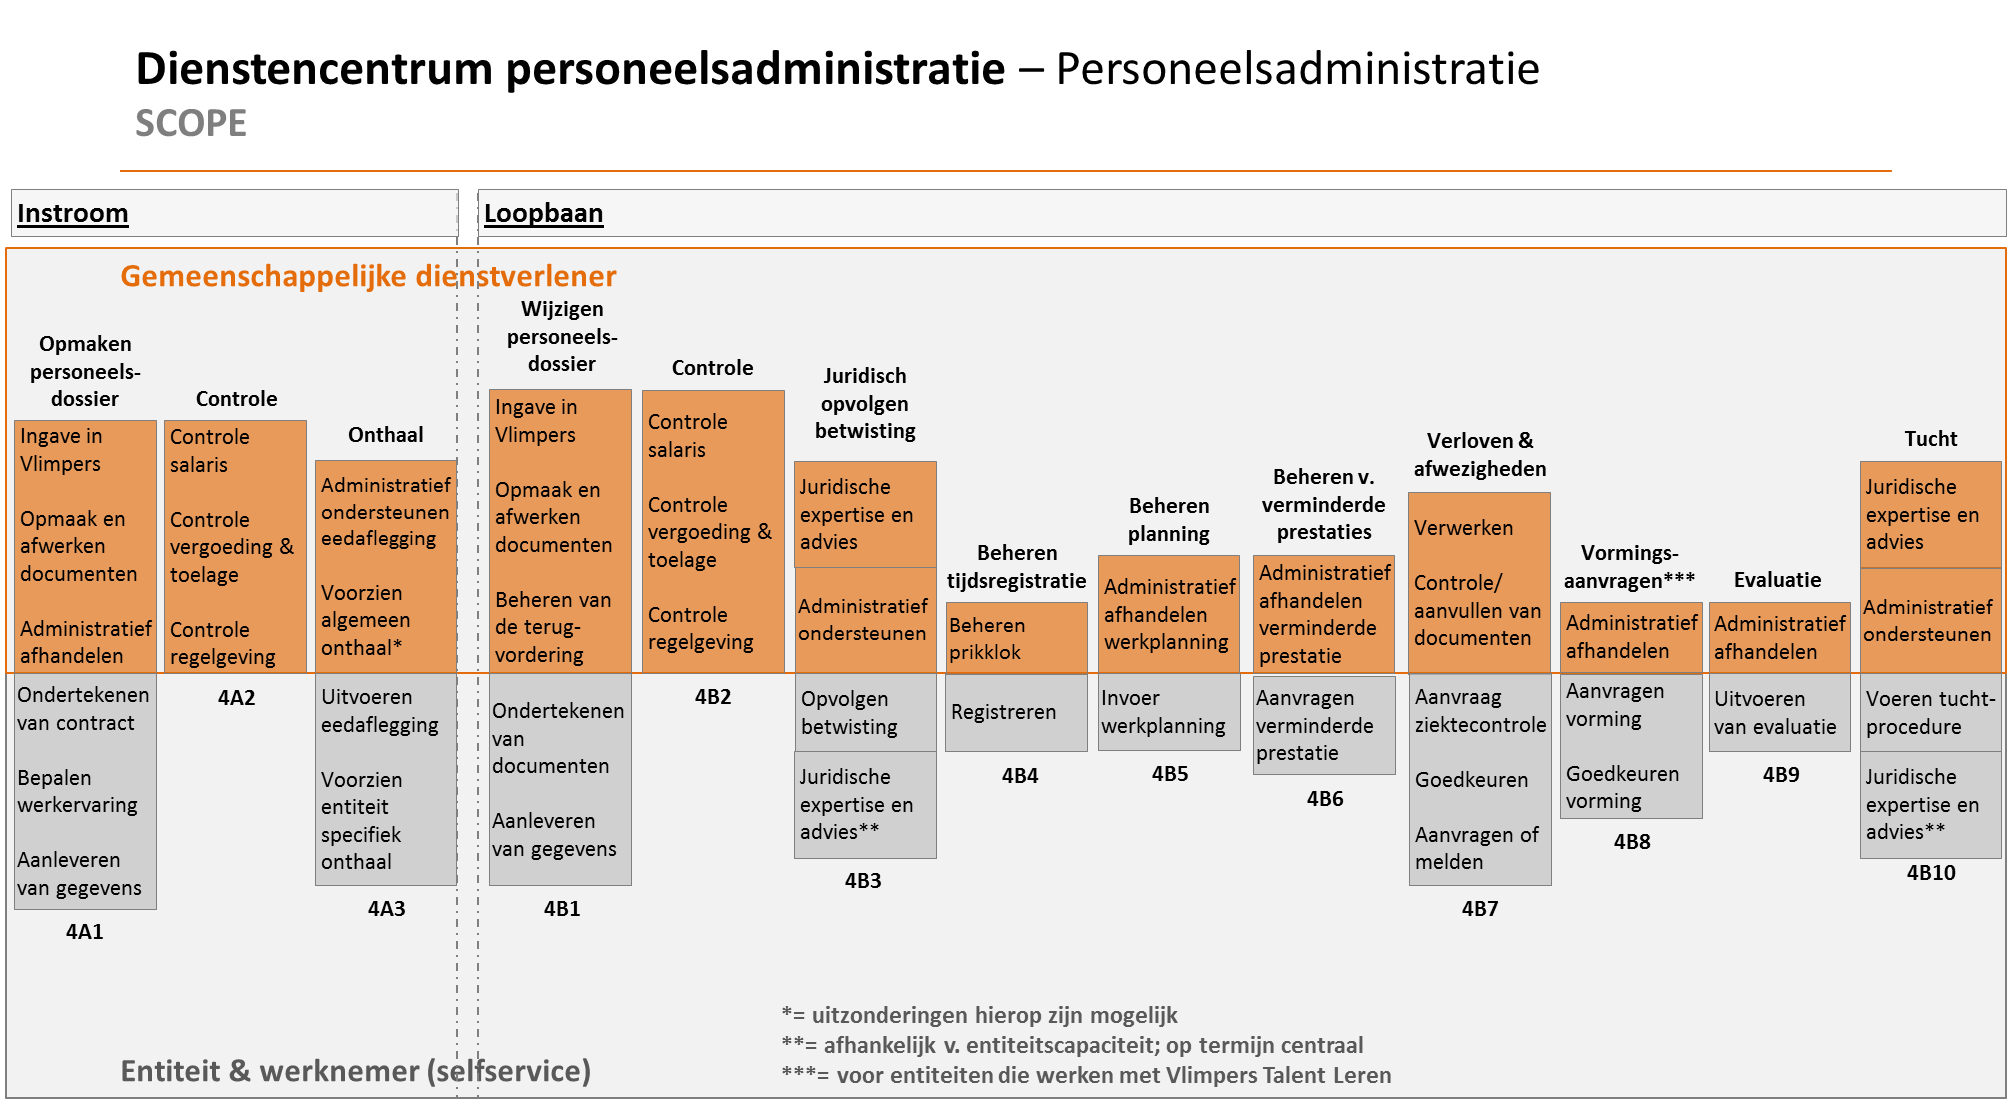 Dienstencentrum personeelsadministratie – Personeelsadministratie
SCOPE
Instroom
Loopbaan
Gemeenschappelijke dienstverlener
Opmaken
personeels-
dossier
Ingave in
Vlimpers
Opmaak en
afwerken
documenten
Administratief
afhandelen
Ondertekenen
van contract
Bepalen
werkervaring
Aanleveren
van gegevens
4A1
Controle
Controle
salaris
Controle
vergoeding &
toelage
Controle
regelgeving
4A2
Onthaal
Administratief
ondersteunen
eedaflegging
Voorzien
algemeen
onthaal*
Uitvoeren
eedaflegging
Voorzien
entiteit
specifiek
onthaal
4A3
Wijzigen
personeels-
dossier
Ingave in
Vlimpers
Opmaak en
afwerken
documenten
Beheren van
de terug-
vordering
Ondertekenen
van
documenten
Aanleveren
van gegevens
4B1
Controle
Controle
salaris
Controle
vergoeding &
toelage
Controle
regelgeving
4B2
Juridisch
opvolgen
betwisting
Juridische
expertise en
advies
Administratief
ondersteunen
Opvolgen
betwisting
Juridische
expertise en
advies**
4B3
Beheren
tijdsregistratie
Beheren
prikklok
Registreren
4B4
Beheren
planning
Administratief
afhandelen
werkplanning
Invoer
werkplanning
4B5
Beheren v.
verminderde
prestaties
Administratief
afhandelen
verminderde
prestatie
Aanvragen
verminderde
prestatie
4B6
Verloven &
afwezigheden
Verwerken
Controle/
aanvullen van
documenten
Aanvraag
ziektecontrole
Goedkeuren
Aanvragen of
melden
4B7
Vormings-
aanvragen***
Administratief
afhandelen
Aanvragen
vorming
Goedkeuren
vorming
4B8
Evaluatie
Administratief
afhandelen
Uitvoeren
van evaluatie
4B9
Tucht
Juridische
expertise en
advies
Administratief
ondersteunen
Voeren tucht-
procedure
Juridische
expertise en
advies**
4B10
*= uitzonderingen hierop zijn mogelijk
**= afhankelijk v. entiteitscapaciteit; op termijn centraal
***= voor entiteiten die werken met Vlimpers Talent Leren
Entiteit & werknemer (selfservice)